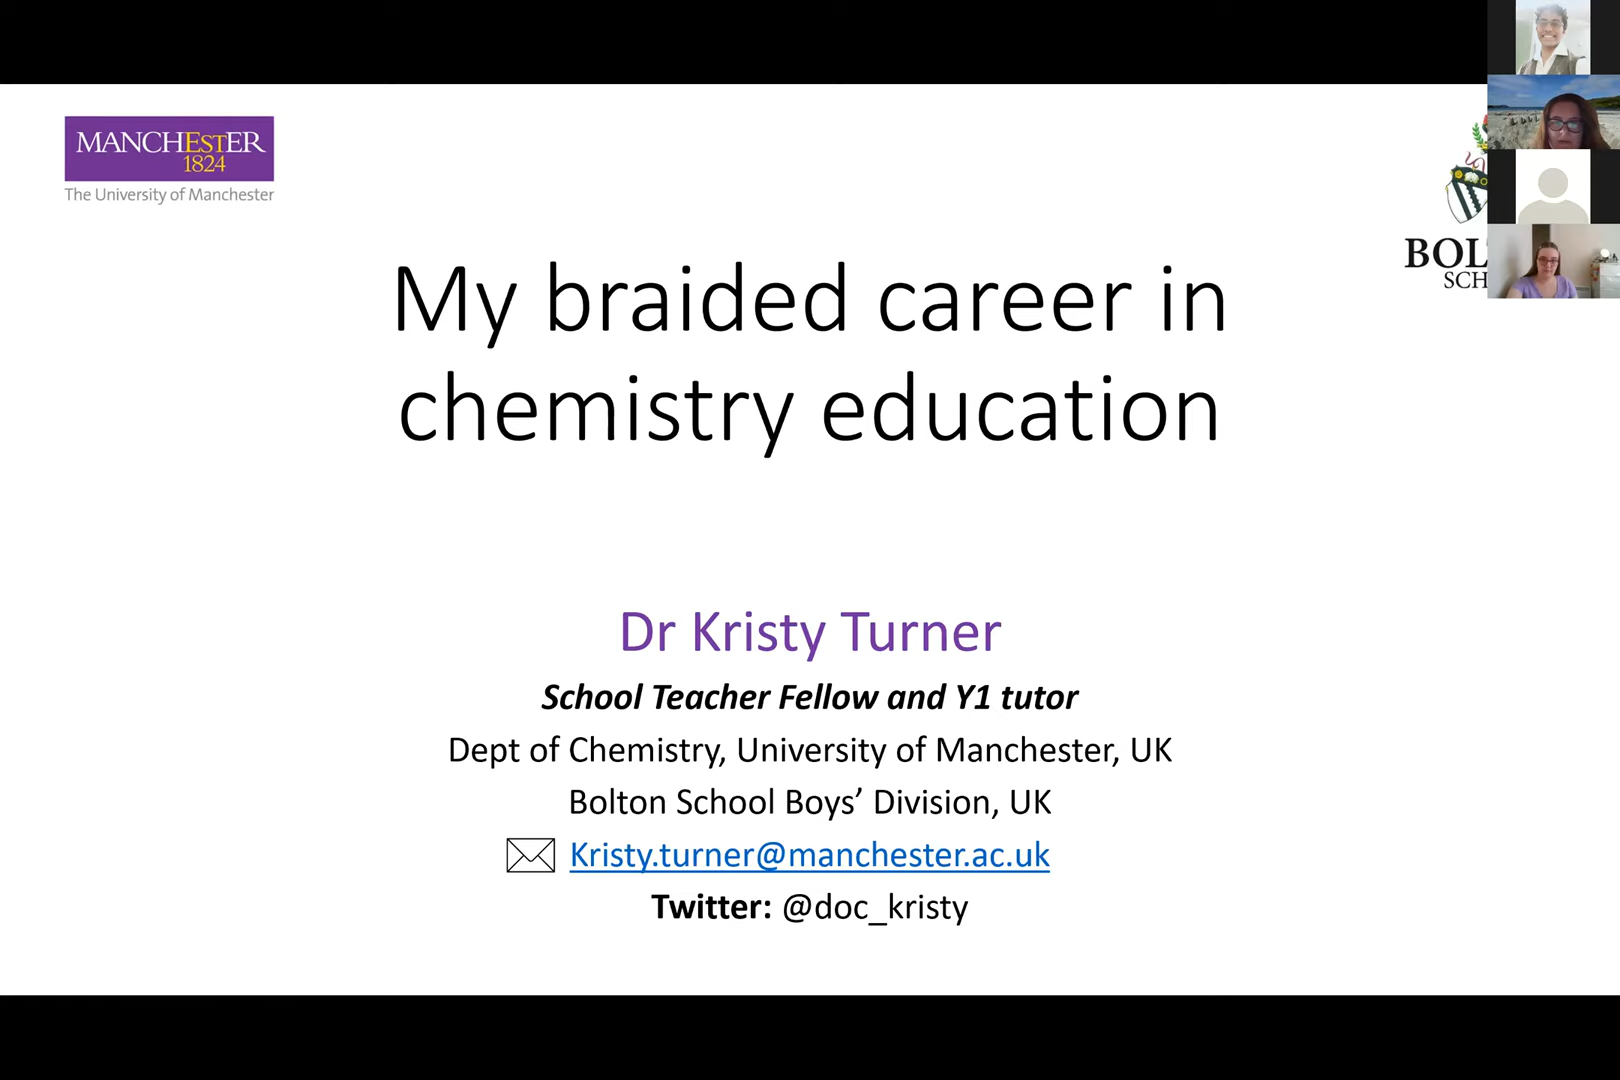 MANCHESTER
1824
The University of Manchester
My braided career in
chemistry education
Dr Kristy Turner
School Teacher Fellow and Y1 tutor
Dept of Chemistry, University of Manchester, UK
Bolton School Boys’ Division, UK
Kristy.turner@manchester.ac.uk
Twitter: @doc_kristy